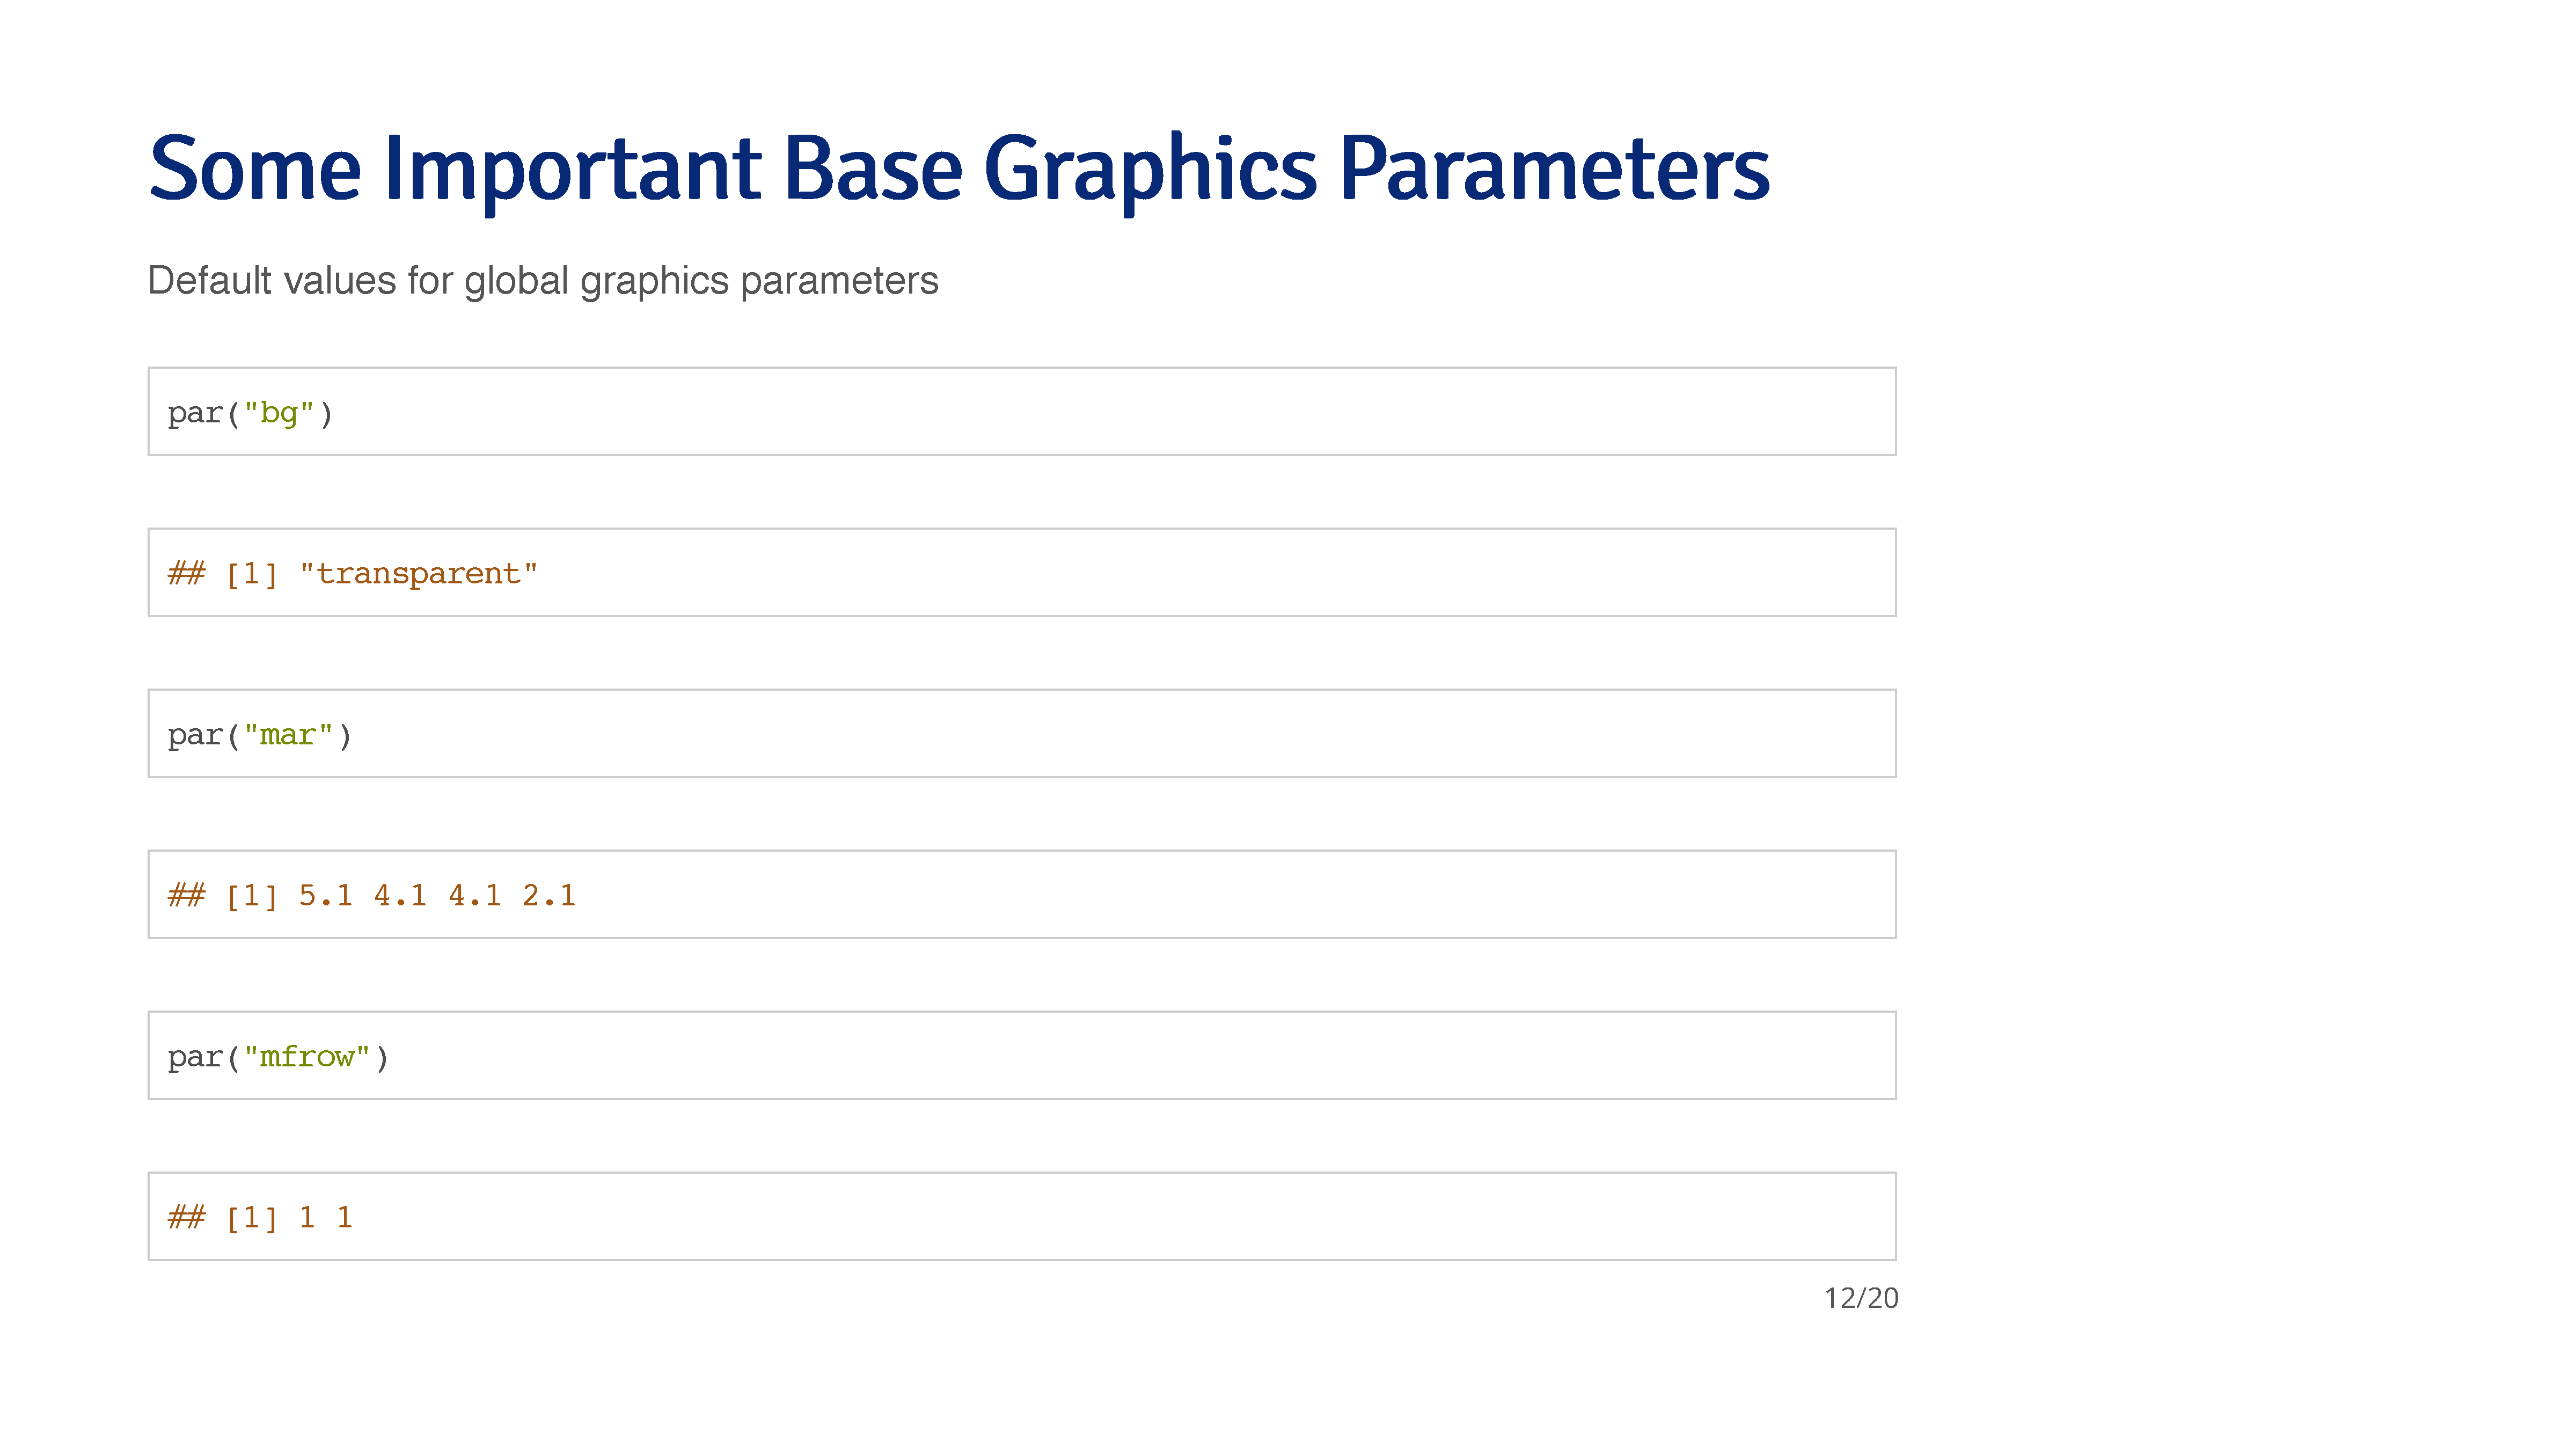 Some Important Base Graphics Parameters
Default values for global graphics parameters
par("bg")
## [1] "transparent"
par("mar")
## [1] 5.1 4.1 4.1 2.1
par("mfrow")
## [1] 1 1
12/20